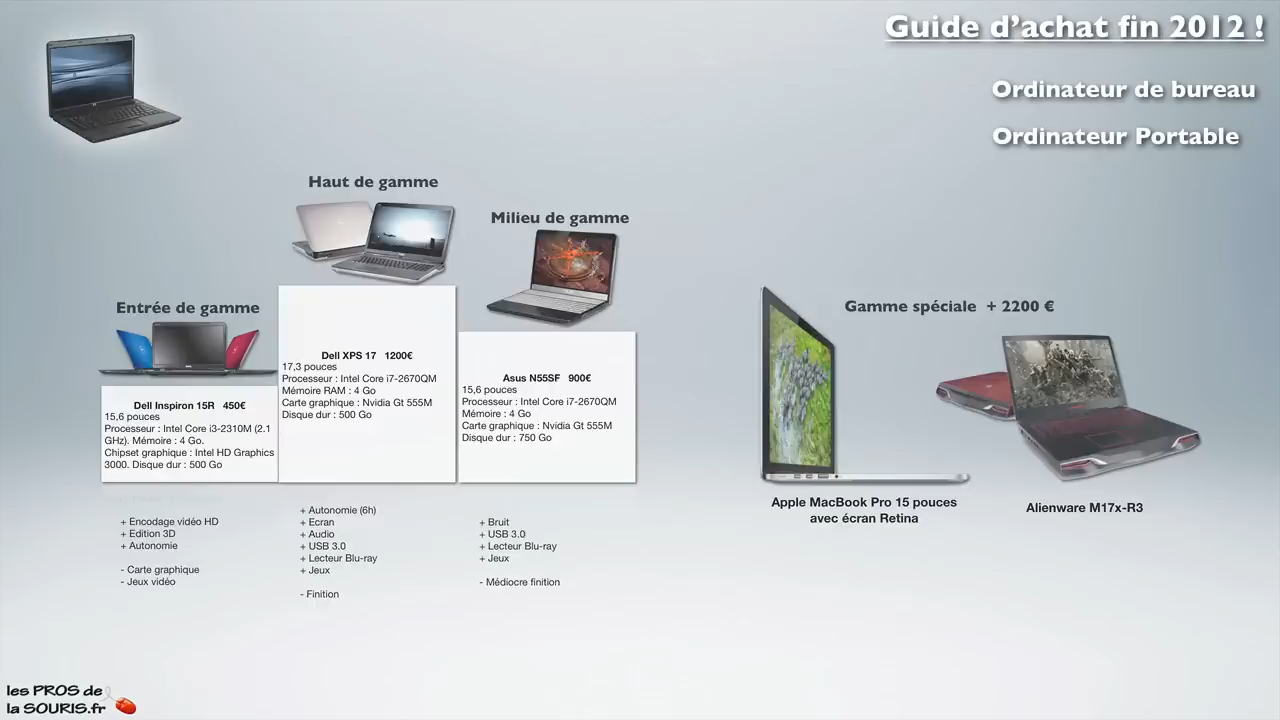 Guide d’achat fin 2012 !
Ordinateur de bureau
Ordinateur Portable
Entrée de gamme
Dell Inspiron 15R 450€
15,6 pouces
Processeur : Intel Core i3-2310M (2.1
GHz). Mémoire : 4 Go.
Chipset graphique : Intel HD Graphics
3000. Disque dur : 500 Go
+ Encodage vidéo HD
+ Edition 3D
+ Autonomie
- Carte graphique
- Jeux vidéo
Haut de gamme
Dell XPS 17 1200€
17,3 pouces
Processeur : Intel Core i7-2670QM
Mémoire RAM : 4 Go
Carte graphique : Nvidia Gt 555M
Disque dur : 500 Go
+ Autonomie (6h)
+ Ecran
+ Audio
+ USB 3.0
+ Lecteur Blu-ray
+ Jeux
- Finition
Milieu de gamme
Asus N55SF 900€
15,6 pouces
Processeur : Intel Core i7-2670QM
Mémoire : 4 Go
Carte graphique : Nvidia Gt 555M
Disque dur : 750 Go
+ Bruit
+ USB 3.0
+ Lecteur Blu-ray
+ Jeux
- Médiocre finition
Gamme spéciale + 2200 €
Apple MacBook Pro 15 pouces
avec écran Retina
Alienware M17x-R3
les PROS de
la SOURIS.fr